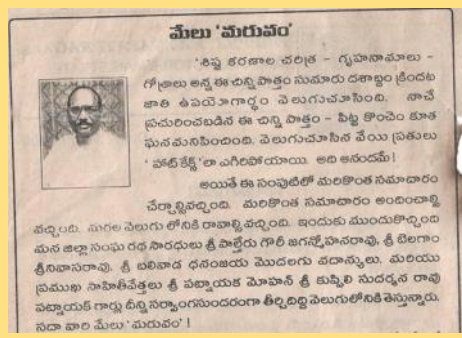 మేలు 'మరువం'
'శిష్ట కరణాల చరిత్ర - గృహనామాలు -
గోత్రాలు అన్న ఈ చిన్ని పొత్తం సుమారు దశాబ్దం క్రిందట
జాతి ఉపయోగార్థం వెలుగుచూసింది. నాచే
ప్రచురించబడిన ఈ చిన్ని పొత్తం - పిట్ట కొంచెం కూత
ఘనమనిపించింది. వెలుగుచూసిన వేయి ప్రతులు
'హాట్ కేక్స్' లా ఎగిరిపోయాయి. అది ఆనందమే!
అయితే ఈ సంపుటిలో మరికొంత సమాచారం
చేర్చాల్సివచ్చింది. మరికొంత సమాచారం అందించాల్సి
వచ్చింది. నుగల వెలుగు లోనికి రావాల్సి వచ్చింది. ఇందుకు ముందుకొచ్చింది
మన జిల్లా సంఘ రథ సారధులు శ్రీ పాల్తేరు గౌరీ జగన్మోహనరావు, శ్రీ బెలగాం
శ్రీనివాసరావు, శ్రీ బలివాడ ధనంజయ మొదలగు వదాన్యులు, మరియు
ప్రముఖ సాహితీవేత్తలు శ్రీ పట్నాయక మోహన్ శ్రీ కుప్పిలి సుదర్శన రావు
పట్నాయక్ గార్లు దీన్ని సర్వాంగసుందరంగా తీర్చిదిద్ది వెలుగులోనికి తెస్తున్నారు.
సదా వారి మేలు 'మరువం' !